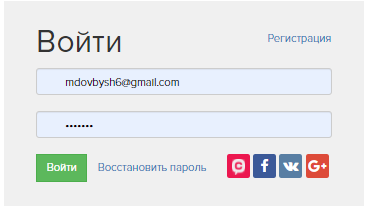 Войти
Регистрация
mdovbysh6@gmail.com
•••••••
Войти Восстановить пароль